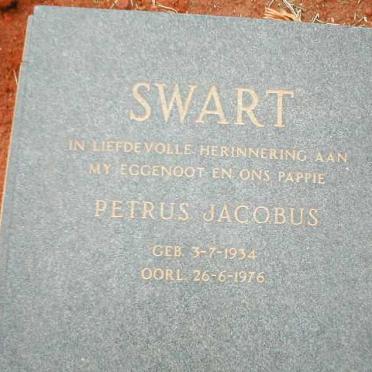 SWART
IN LIEFDEVOLLE HERINNERING AAN
MY EGGENOOT EN ONS PAPPIE
PETRUS JACOBUS
GEB. 3-7-1934
OORL. 26-6-1976